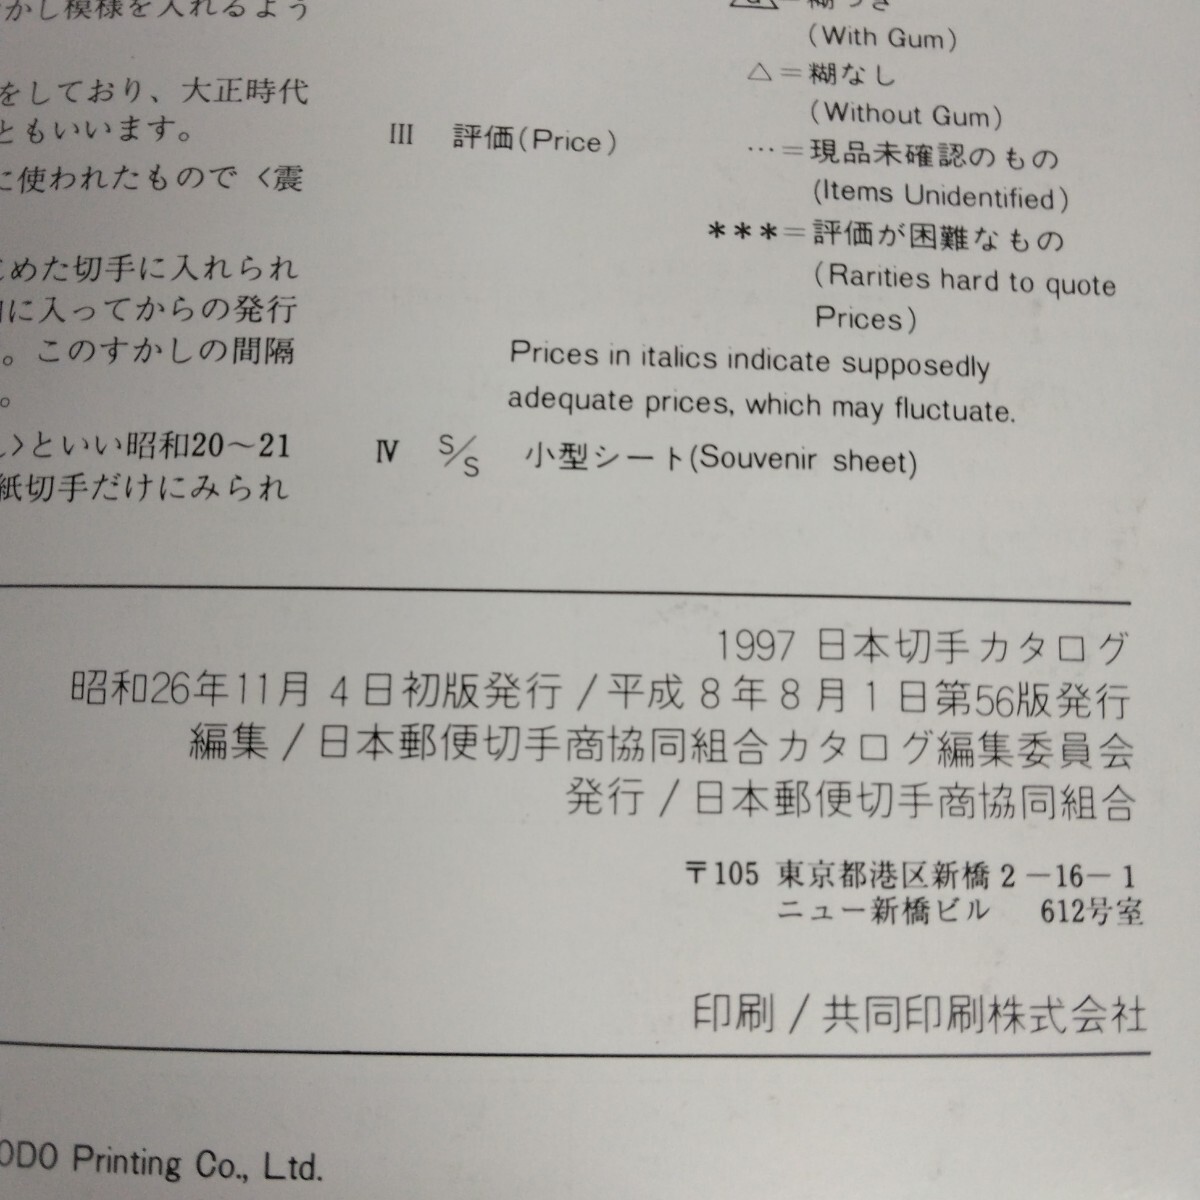 かし模様を入れるよう
をしており、大正時代
ともいいます。
に使われたもので〈震
めた切手に入れられ
に入ってからの発行
。このすかしの間隔
。
〉といい昭和20～21
紙切手だけにみられ
糊つき
(With Gum)
△＝糊なし
(Without Gum)
III 評価(Price)
…＝現品未確認のもの
(Items Unidentified)
＊＊＊＝評価が困難なもの
(Rarities hard to quote
Prices)
Prices in italics indicate supposedly
adequate prices, which may fluctuate.
IV S/S 小型シート(Souvenir sheet)
1997 日本切手カタログ
昭和26年11月4日初版発行/平成8年8月1日第56版発行
編集/日本郵便切手商協同組合カタログ編集委員会
発行/日本郵便切手商協同組合
〒105 東京都港区新橋2－16－1
ニュー新橋ビル 612号室
印刷/共同印刷株式会社
ODO Printing Co., Ltd.